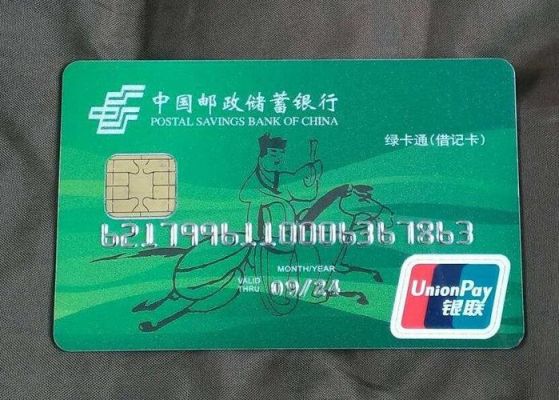 中国邮政储蓄银行
POSTAL SAVINGS BANK OF CHINA
绿卡通(借记卡)
6217996110006367863
MONTH/YEAR
VALID THRU 09/24
UnionPay
银联